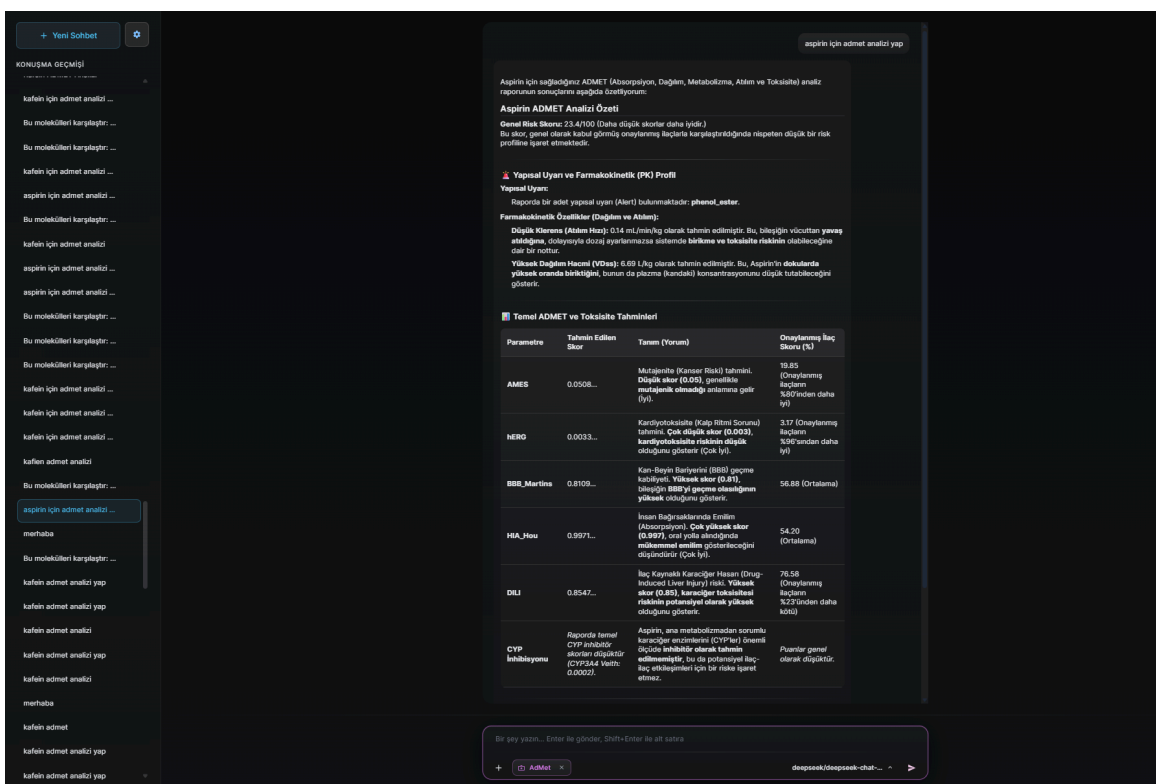 + Yeni Sohbet
KONUŞMA GEÇMİŞİ
kafein için admet analizi ...
Bu molekülleri karşılaştır: ...
Bu molekülleri karşılaştır: ...
kafein için admet analizi ...
aspirin için admet analizi ...
Bu molekülleri karşılaştır: ...
kafein için admet analizi
aspirin için admet analizi ...
aspirin için admet analizi ...
Bu molekülleri karşılaştır: ...
Bu molekülleri karşılaştır: ...
Bu molekülleri karşılaştır: ...
kafein için admet analizi ...
kafein için admet analizi ...
kafein için admet analizi ...
kafien admet analizi
Bu molekülleri karşılaştır: ...
aspirin için admet analizi ...
merhaba
Bu molekülleri karşılaştır: ...
kafein admet analizi yap
kafein admet analizi yap
kafein admet analizi
kafein admet analizi yap
kafein admet analizi
merhaba
kafein admet
kafein admet analizi yap
kafein admet analizi yap
aspirin için admet analizi yap
Aspirin için sağladığınız ADMET (Absorpsiyon, Dağılım, Metabolizma, Atılım ve Toksisite) analiz
raporunun sonuçlarını aşağıda özetliyorum:
Aspirin ADMET Analizi Özeti
Genel Risk Skoru: 23.4/100 (Daha düşük skorlar daha iyidir.)
Bu skor, genel olarak kabul görmüş onaylanmış ilaçlarla karşılaştırıldığında nispeten düşük bir risk
profiline işaret etmektedir.
Yapısal Uyarı ve Farmakokinetik (PK) Profil
Yapısal Uyarı:
Raporda bir adet yapısal uyarı (Alert) bulunmaktadır: phenol_ester.
Farmakokinetik Özellikler (Dağılım ve Atılım):
Düşük Klerens (Atılım Hızı): 0.14 mL/min/kg olarak tahmin edilmiştir. Bu, bileşiğin vücuttan yavaş
atıldığına, dolayısıyla dozaj ayarlanmazsa sistemde birikme ve toksisite riskinin olabileceğine
dair bir nottur.
Yüksek Dağılım Hacmi (VDss): 6.69 L/kg olarak tahmin edilmiştir. Bu, Aspirin'in dokularda
yüksek oranda biriktiğini, bunun da plazma (kandaki) konsantrasyonunu düşük tutabileceğini
gösterir.
Temel ADMET ve Toksisite Tahminleri
Parametre
Tahmin Edilen
Skor
Tanım (Yorum)
Onaylanmış İlaç
Skoru (%)
AMES
0.0508...
Mutajenite (Kanser Riski) tahmini.
Düşük skor (0.05), genellikle
mutajenik olmadığı anlamına gelir
(İyi).
19.85
(Onaylanmış
ilaçların
%80'inden daha
iyi)
hERG
0.0033...
Kardiyotoksisite (Kalp Ritmi Sorunu)
tahmini. Çok düşük skor (0.003),
kardiyotoksisite riskinin düşük
olduğunu gösterir (Çok İyi).
3.17 (Onaylanmış
ilaçların
%96'sından daha
iyi)
BBB_Martins
0.8109...
Kan-Beyin Bariyerini (BBB) geçme
kabiliyeti. Yüksek skor (0.81),
bileşiğin BBB'yi geçme olasılığının
yüksek olduğunu gösterir.
56.88 (Ortalama)
HIA_Hou
0.9971...
İnsan Bağırsaklarında Emilim
(Absorpsiyon). Çok yüksek skor
(0.997), oral yolla alındığında
mükemmel emilim gösterileceğini
düşündürür (Çok İyi).
54.20
(Ortalama)
DILI
0.8547...
İlaç Kaynaklı Karaciğer Hasarı (Drug-
Induced Liver Injury) riski. Yüksek
skor (0.85), karaciğer toksisitesi
riskinin potansiyel olarak yüksek
olduğunu gösterir.
76.58
(Onaylanmış
ilaçların
%23'ünden daha
kötü)
CYP
İnhibisyonu
Raporda temel
CYP inhibitör
skorları düşüktür
(CYP3A4 Veith:
0.0002).
Aspirin, ana metabolizmadan sorumlu
karaciğer enzimlerini (CYP'ler) önemli
ölçüde inhibitör olarak tahmin
edilmemiştir, bu da potansiyel ilaç-
ilaç etkileşimleri için bir riske işaret
etmez.
Puanlar genel
olarak düşüktür.
Bir şey yazın... Enter ile gönder, Shift+Enter ile alt satıra
+ AdMet ×
deepseek/deepseek-chat-...